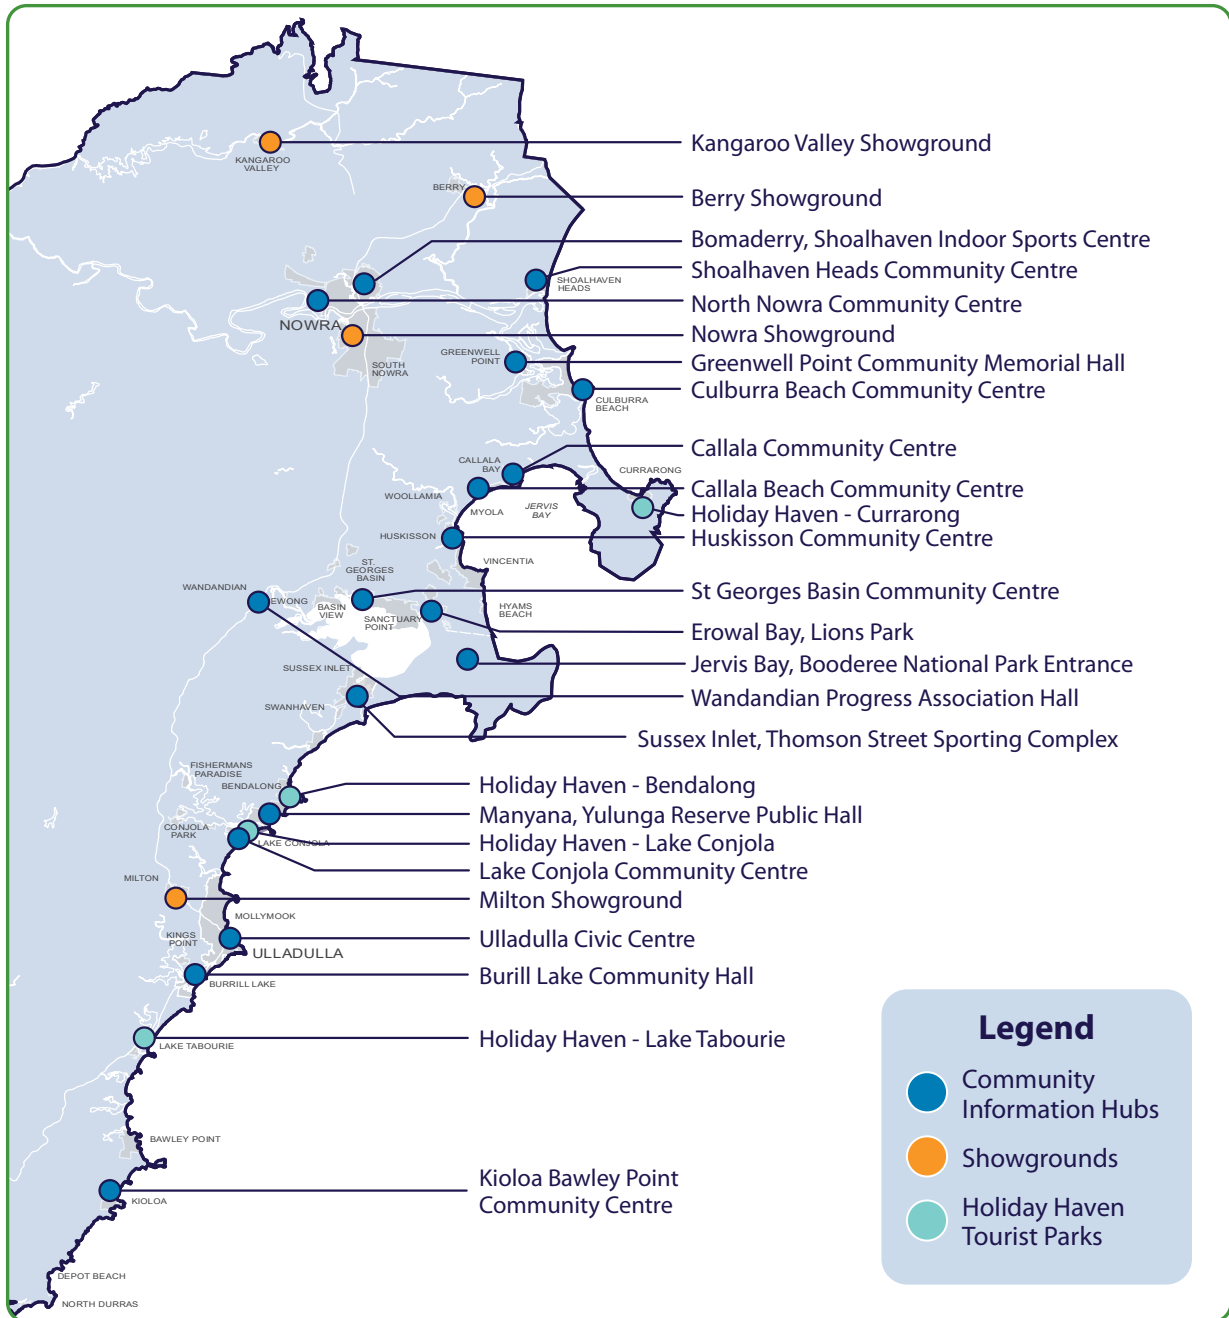 Kangaroo Valley Showground
KANGAROO
VALLEY
BERRY
Berry Showground
Bomaderry, Shoalhaven Indoor Sports Centre
Shoalhaven Heads Community Centre
SHOALHAVEN
HEADS
North Nowra Community Centre
NOWRA
Nowra Showground
GREENWELL
POINT
SOUTH
NOWRA
Greenwell Point Community Memorial Hall
Culburra Beach Community Centre
CULBURRA
BEACH
Callala Community Centre
CALLALA
BAY
CURRARONG
WOOLLAMIA
Callala Beach Community Centre
MYOLA
JERVIS
BAY
Holiday Haven - Currarong
HUSKISSON
Huskisson Community Centre
VINCENTIA
ST.
GEORGES
BASIN
WANDANDIAN
St Georges Basin Community Centre
EWONG
BASIN
VIEW
SANCTUARY
POINT
HYAMS
BEACH
Erowal Bay, Lions Park
SUSSEX INLET
Jervis Bay, Booderee National Park Entrance
Wandandian Progress Association Hall
SWANHAVEN
Sussex Inlet, Thomson Street Sporting Complex
FISHERMANS
PARADISE
BENDALONG
Holiday Haven - Bendalong
Manyana, Yulunga Reserve Public Hall
CONJOLA
PARK
LAKE CONJOLA
Holiday Haven - Lake Conjola
Lake Conjola Community Centre
MILTON
Milton Showground
MOLLYMOOK
KINGS
POINT
Ulladulla Civic Centre
ULLADULLA
Burill Lake Community Hall
BURRILL LAKE
Holiday Haven - Lake Tabourie
LAKE TABOURIE
BAWLEY POINT
Kioloa Bawley Point
Community Centre
KIOLOA
DEPOT BEACH
NORTH DURRAS
Legend
Community
Information Hubs
Showgrounds
Holiday Haven
Tourist Parks